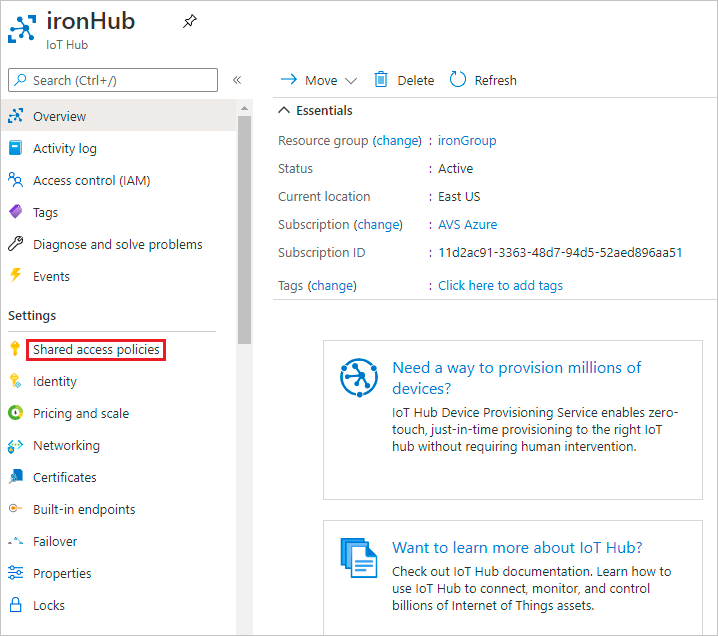 ironHub
IoT Hub
Search (Ctrl+/)
«
Overview
Activity log
Access control (IAM)
Tags
Diagnose and solve problems
Events
Settings
Shared access policies
Identity
Pricing and scale
Networking
Certificates
Built-in endpoints
Failover
Properties
Locks
Move Delete Refresh
Essentials
Resource group (change) : ironGroup
Status : Active
Current location : East US
Subscription (change) : AVS Azure
Subscription ID : 11d2ac91-3363-48d7-94d5-52aed896aa51
Tags (change) : Click here to add tags
Need a way to provision millions of
devices?
IoT Hub Device Provisioning Service enables zero-
touch, just-in-time provisioning to the right IoT
hub without requiring human intervention.
Want to learn more about IoT Hub?
Check out IoT Hub documentation. Learn how to
use IoT Hub to connect, monitor, and control
billions of Internet of Things assets.